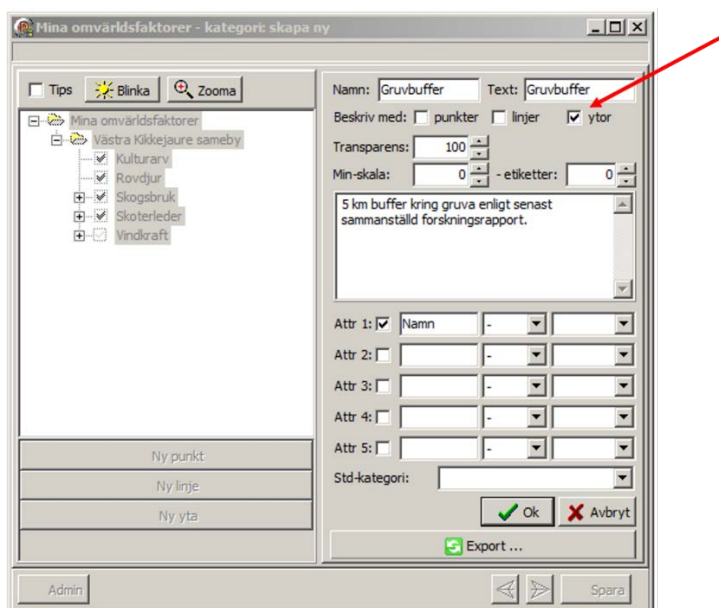 Mina omvärldsfaktorer - kategori: skapa ny
Tips Blinka Zooma
Mina omvärldsfaktorer
Västra Kikkejaure sameby
Kulturarv
Rovdjur
Skogsbruk
Skoterleder
Vindkraft
Ny punkt
Ny linje
Ny yta
Namn: Gruvbuffer Text: Gruvbuffer
Beskriv med: punkter linjer ytor
Transparens: 100
Min-skala: 0 - etiketter: 0
5 km buffer kring gruva enligt senast
sammanställd forskningsrapport.
Attr 1: Namn -
Attr 2: -
Attr 3: -
Attr 4: -
Attr 5: -
Std-kategori:
Ok Avbryt
Export ...
Admin Spara